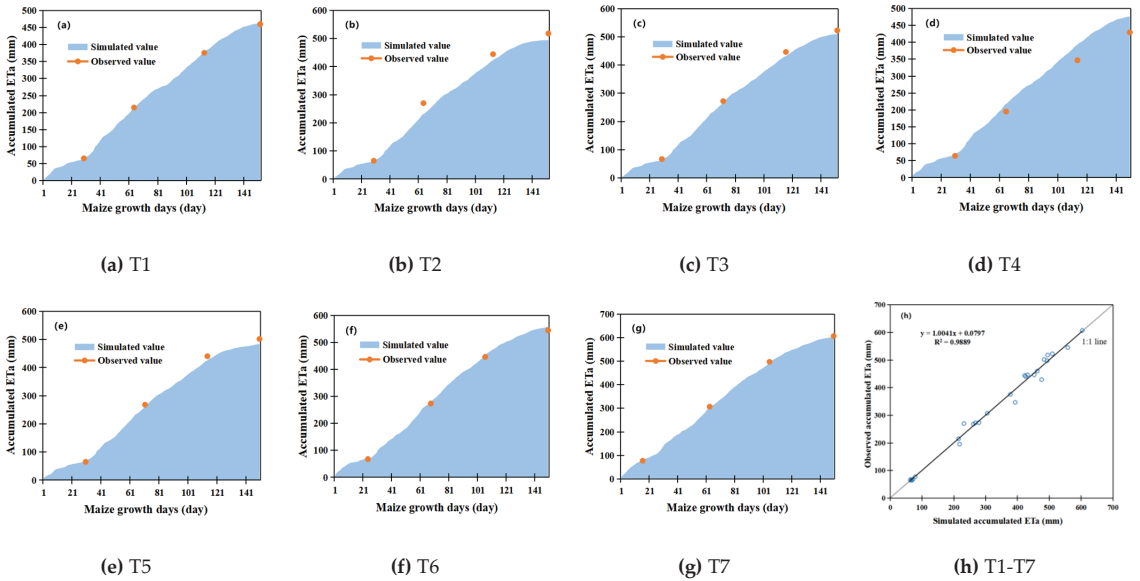 (a)
Simulated value
Observed value
Accumulated ETa (mm)
500
450
400
350
300
250
200
150
100
50
0
1 21 41 61 81 101 121 141
Maize growth days (day)
(a) T1
(b)
Simulated value
Observed value
Accumulated ETa (mm)
600
500
400
300
200
100
0
1 21 41 61 81 101 121 141
Maize growth days (day)
(b) T2
(c)
Simulated value
Observed value
Accumulated ETa (mm)
600
500
400
300
200
100
0
1 21 41 61 81 101 121 141
Maize growth days (day)
(c) T3
(d)
Simulated value
Observed value
Accumulated ETa (mm)
500
450
400
350
300
250
200
150
100
50
0
1 21 41 61 81 101 121 141
Maize growth days (day)
(d) T4
(e)
Simulated value
Observed value
Accumulated ETa (mm)
600
500
400
300
200
100
0
1 21 41 61 81 101 121 141
Maize growth days (day)
(e) T5
(f)
Simulated value
Observed value
Accumulated ETa (mm)
600
500
400
300
200
100
0
1 21 41 61 81 101 121 141
Maize growth days (day)
(f) T6
(g)
Simulated value
Observed value
Accumulated ETa (mm)
700
600
500
400
300
200
100
0
1 21 41 61 81 101 121 141
Maize growth days (day)
(g) T7
(h)
y = 1.0041x + 0.0797
R² = 0.9889
1:1 line
Observed accumulated ETa (mm)
700
600
500
400
300
200
100
0
0 100 200 300 400 500 600 700
Simulated accumulated ETa (mm)
(h) T1-T7